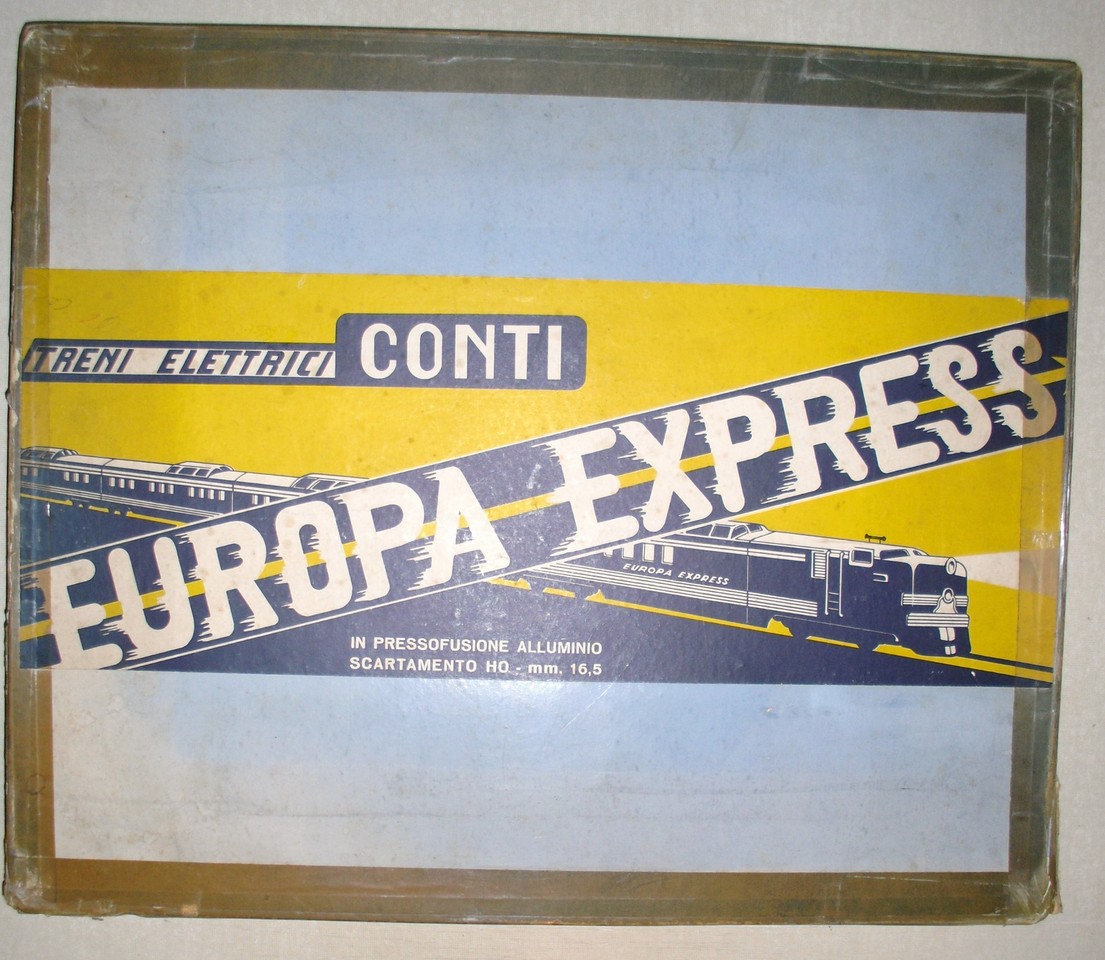 TRENI ELETTRICI CONTI
EUROPA EXPRESS
EUROPA EXPRESS
IN PRESSOFUSIONE ALLUMINIO
SCARTAMENTO HO - mm. 16,5